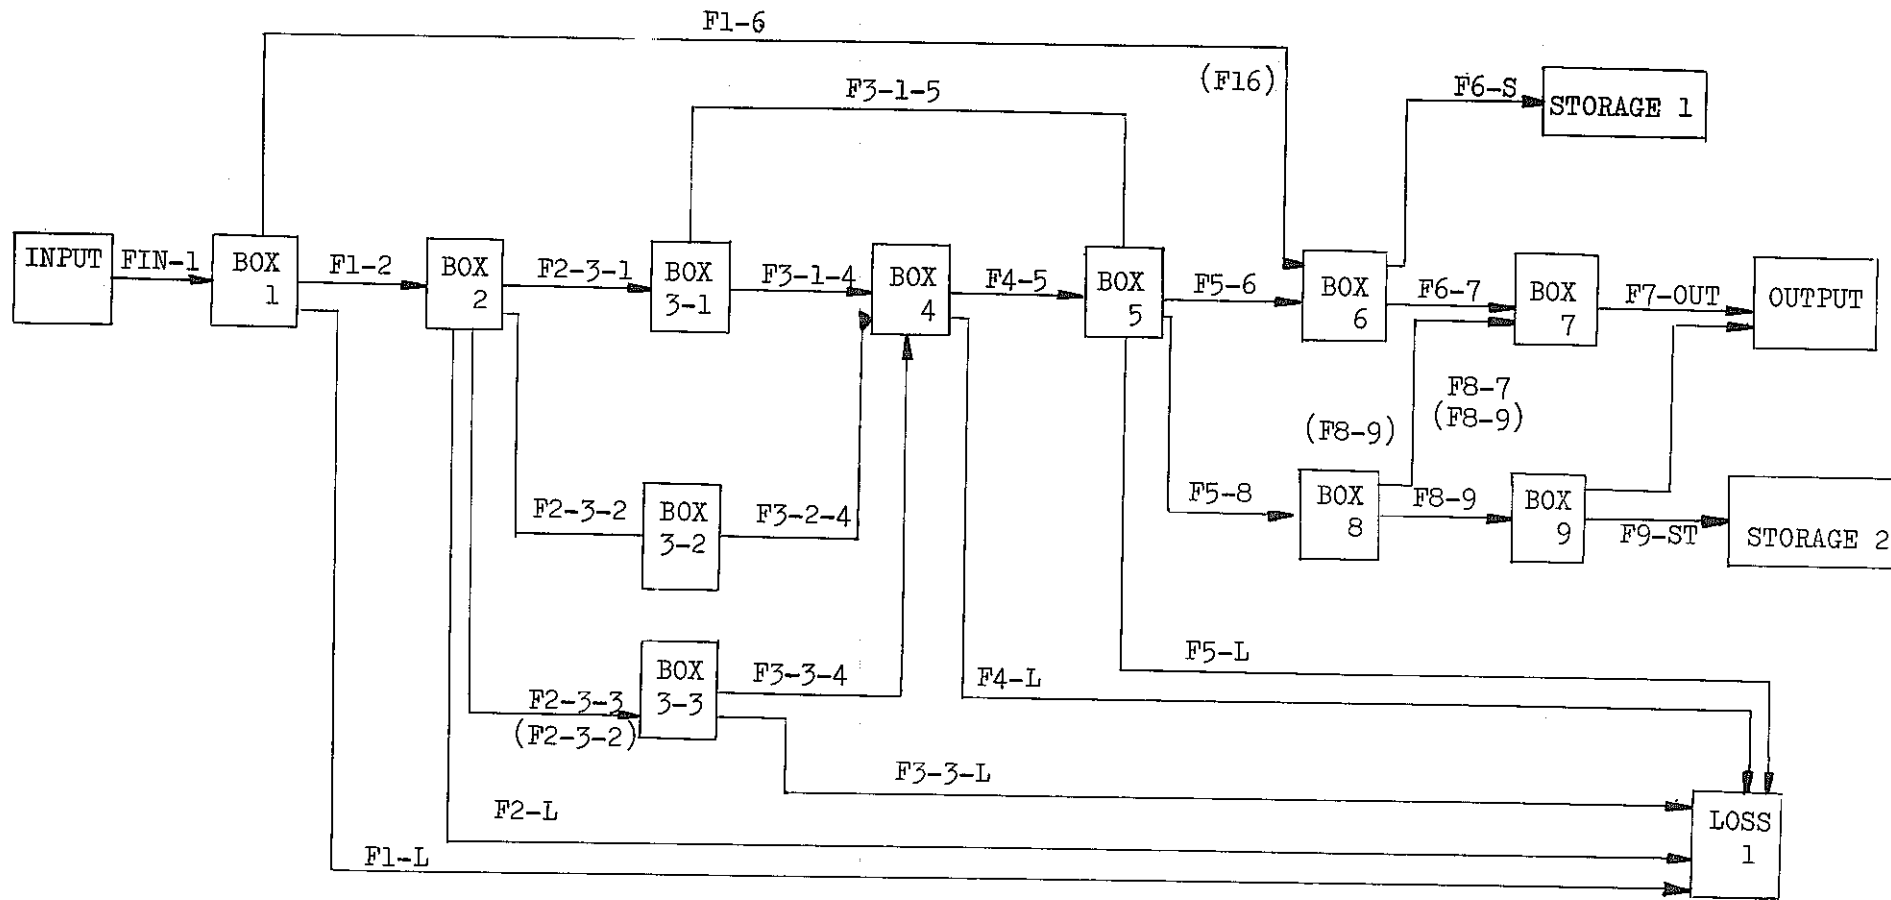 F1-6
(F16)
F3-1-5
F6-S
STORAGE 1
INPUT
FIN-1
BOX
1
F1-2
BOX
2
F2-3-1
BOX
3-1
F3-1-4
BOX
4
F4-5
BOX
5
F5-6
BOX
6
F6-7
BOX
7
F7-OUT
OUTPUT
F8-7
(F8-9)
(F8-9)
F2-3-2
BOX
3-2
F3-2-4
F5-8
BOX
8
F8-9
BOX
9
F9-ST
STORAGE 2
F2-3-3
(F2-3-2)
BOX
3-3
F3-3-4
F4-L
F5-L
F3-3-L
F2-L
F1-L
LOSS
1